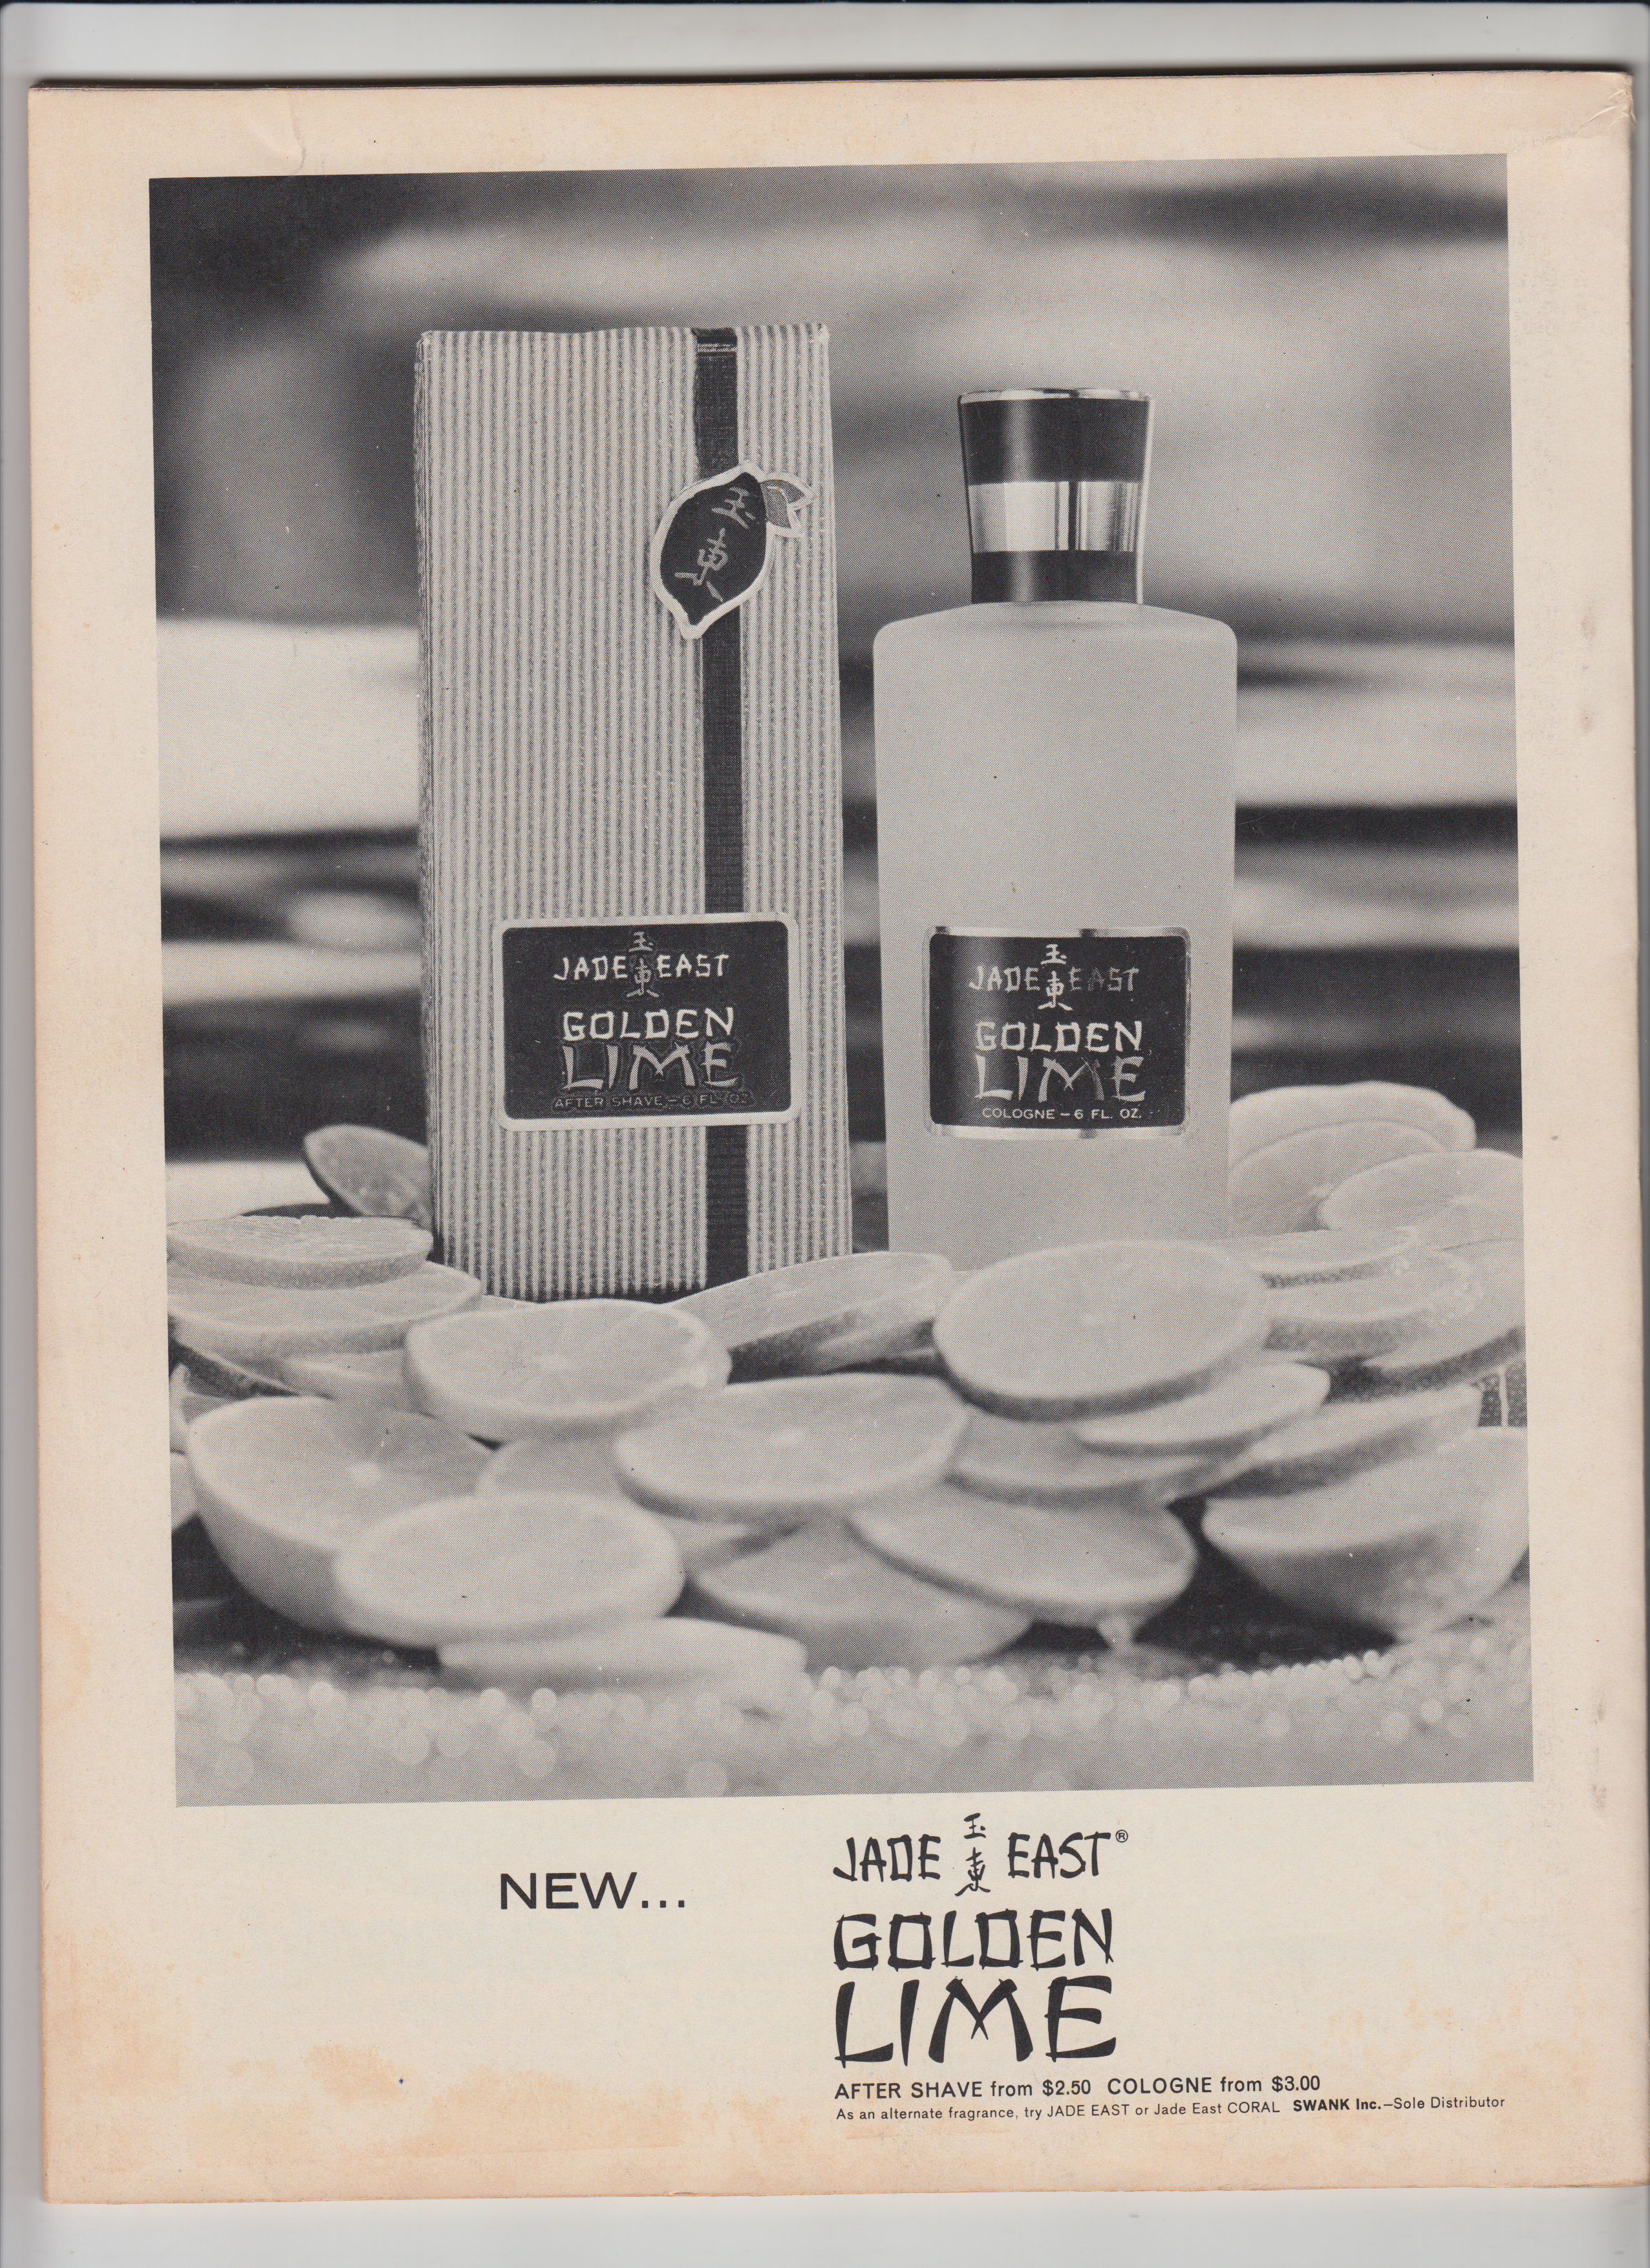 玉
東
JADE 玉東 EAST
GOLDEN
LIME
AFTER SHAVE – 6 FL. OZ.
JADE 玉東 EAST
GOLDEN
LIME
COLOGNE – 6 FL. OZ.
NEW...
JADE 玉東 EAST®
GOLDEN
LIME
AFTER SHAVE from $2.50 COLOGNE from $3.00
As an alternate fragrance, try JADE EAST or Jade East CORAL SWANK Inc.–Sole Distributor